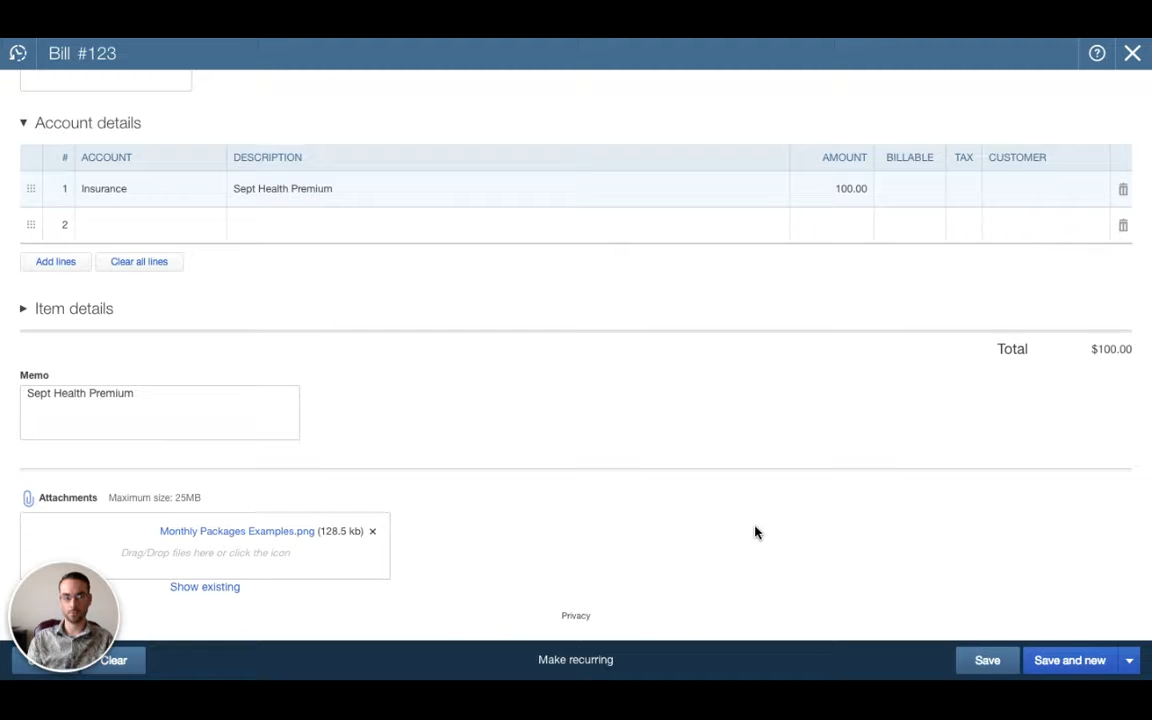 Bill #123
Account details
# ACCOUNT DESCRIPTION AMOUNT BILLABLE TAX CUSTOMER
1 Insurance Sept Health Premium 100.00
2
Add lines Clear all lines
Item details
Total $100.00
Memo
Sept Health Premium
Attachments Maximum size: 25MB
Monthly Packages Examples.png (128.5 kb)
Drag/Drop files here or click the icon
Show existing
Privacy
Clear Make recurring Save Save and new